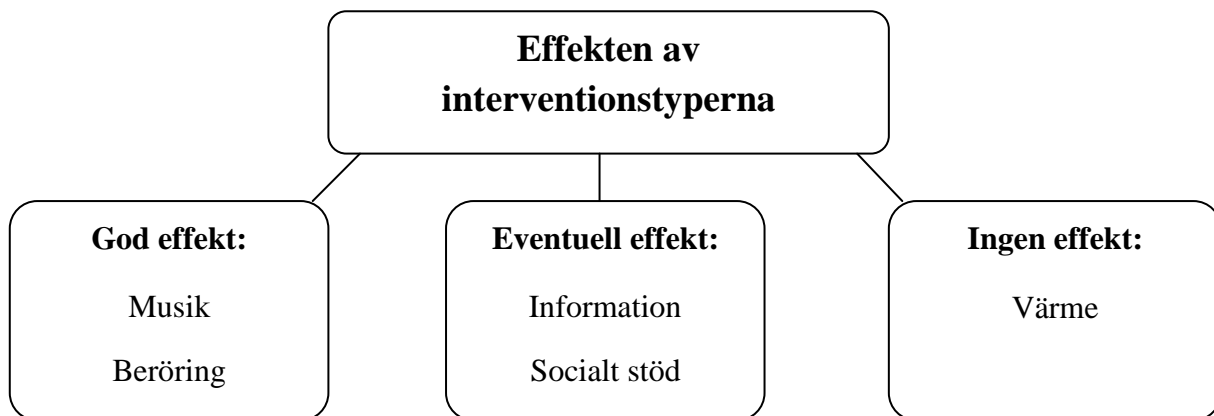 Effekten av
interventionstyperna
God effekt:
Musik
Beröring
Eventuell effekt:
Information
Socialt stöd
Ingen effekt:
Värme